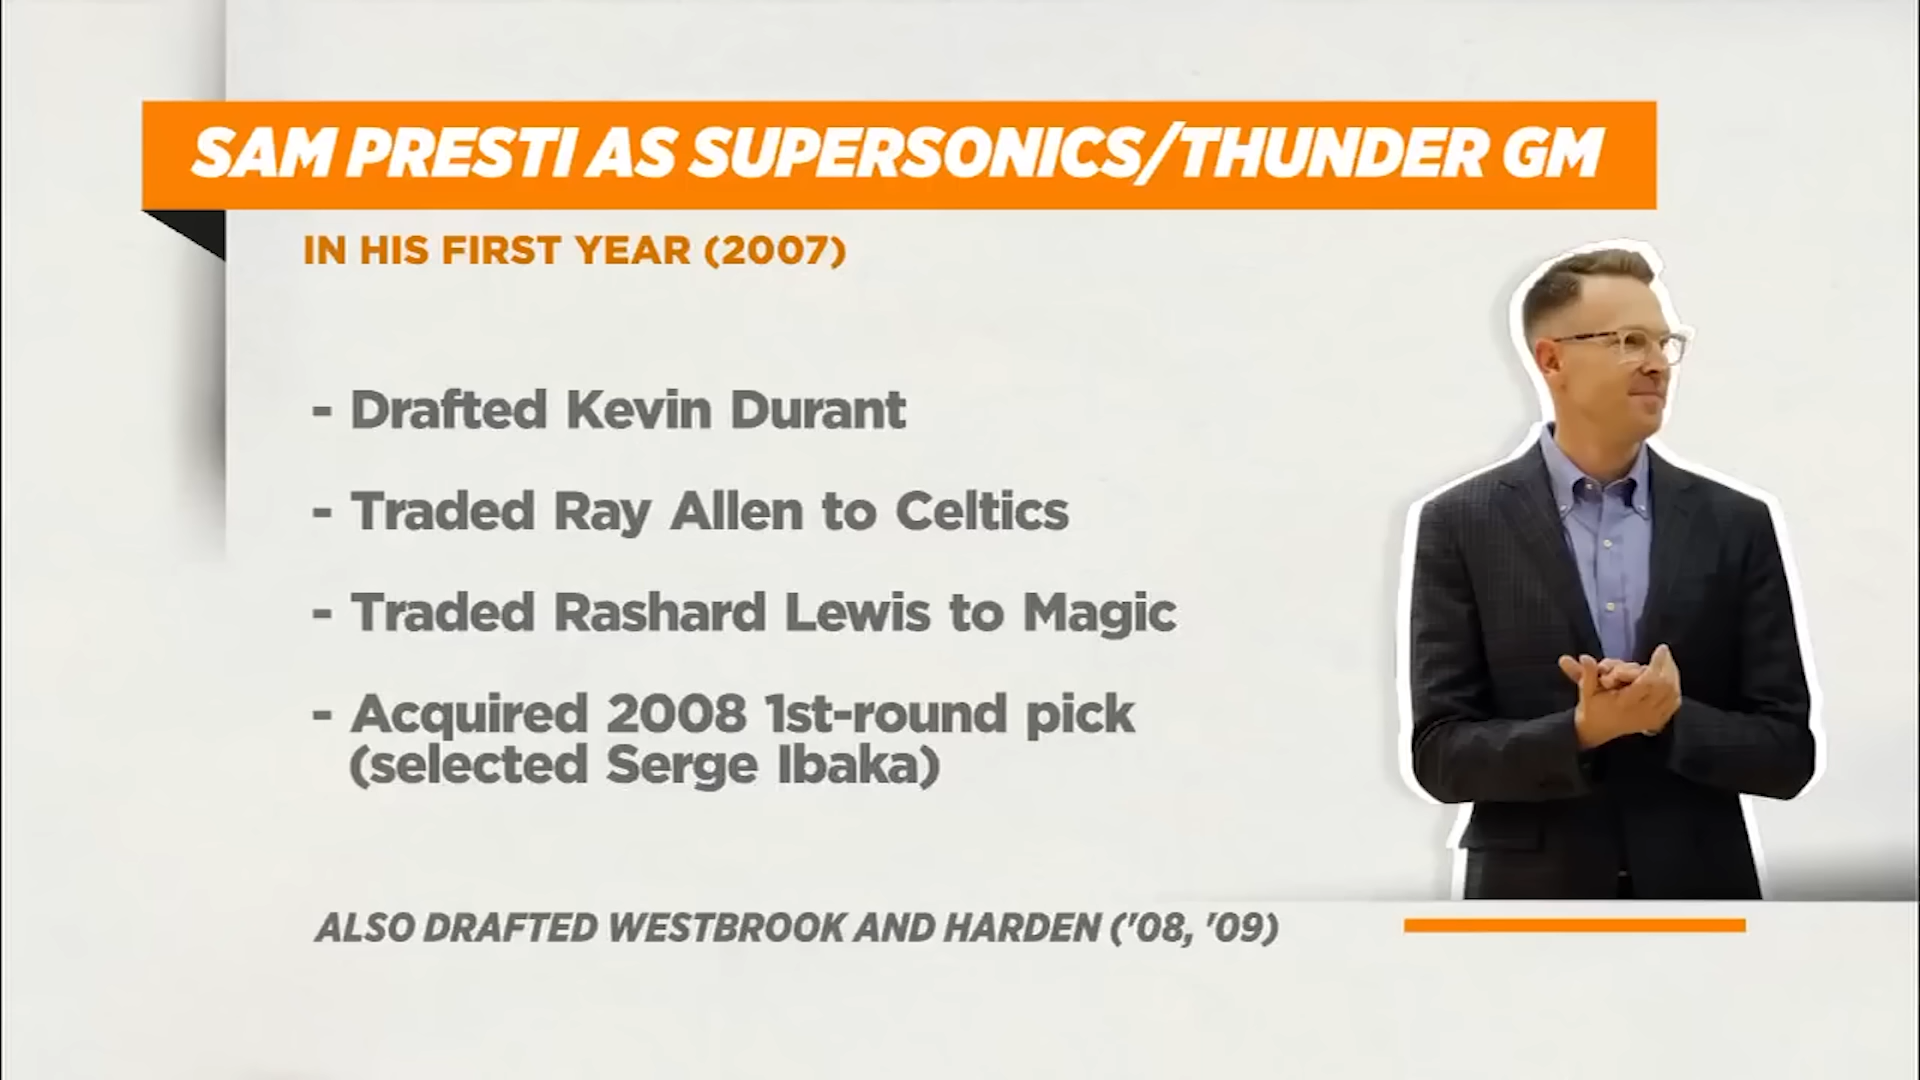 SAM PRESTI AS SUPERSONICS/THUNDER GM
IN HIS FIRST YEAR (2007)
- Drafted Kevin Durant
- Traded Ray Allen to Celtics
- Traded Rashard Lewis to Magic
- Acquired 2008 1st-round pick
(selected Serge Ibaka)
ALSO DRAFTED WESTBROOK AND HARDEN ('08, '09)